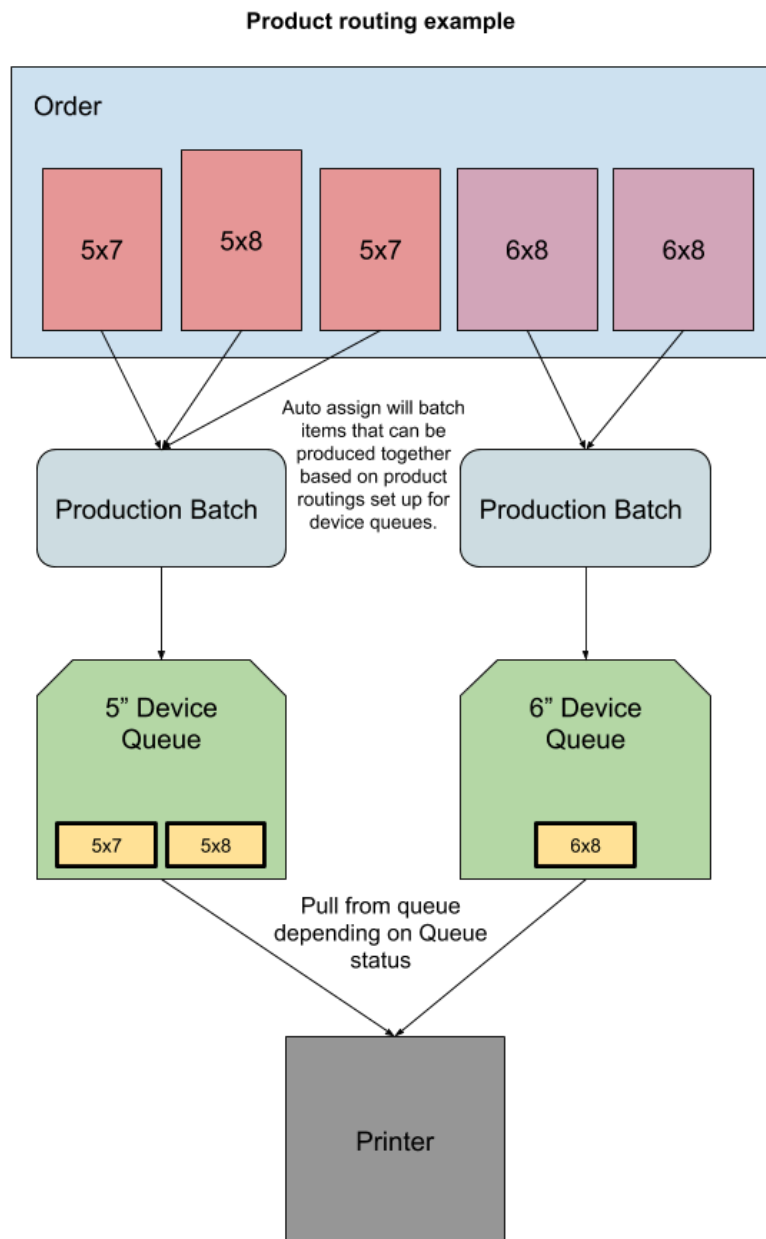 Product routing example
Order
5x7
5x8
5x7
6x8
6x8
Auto assign will batch
items that can be
produced together
based on product
routings set up for
device queues.
Production Batch
Production Batch
5” Device
Queue
5x7
5x8
6” Device
Queue
6x8
Pull from queue
depending on Queue
status
Printer